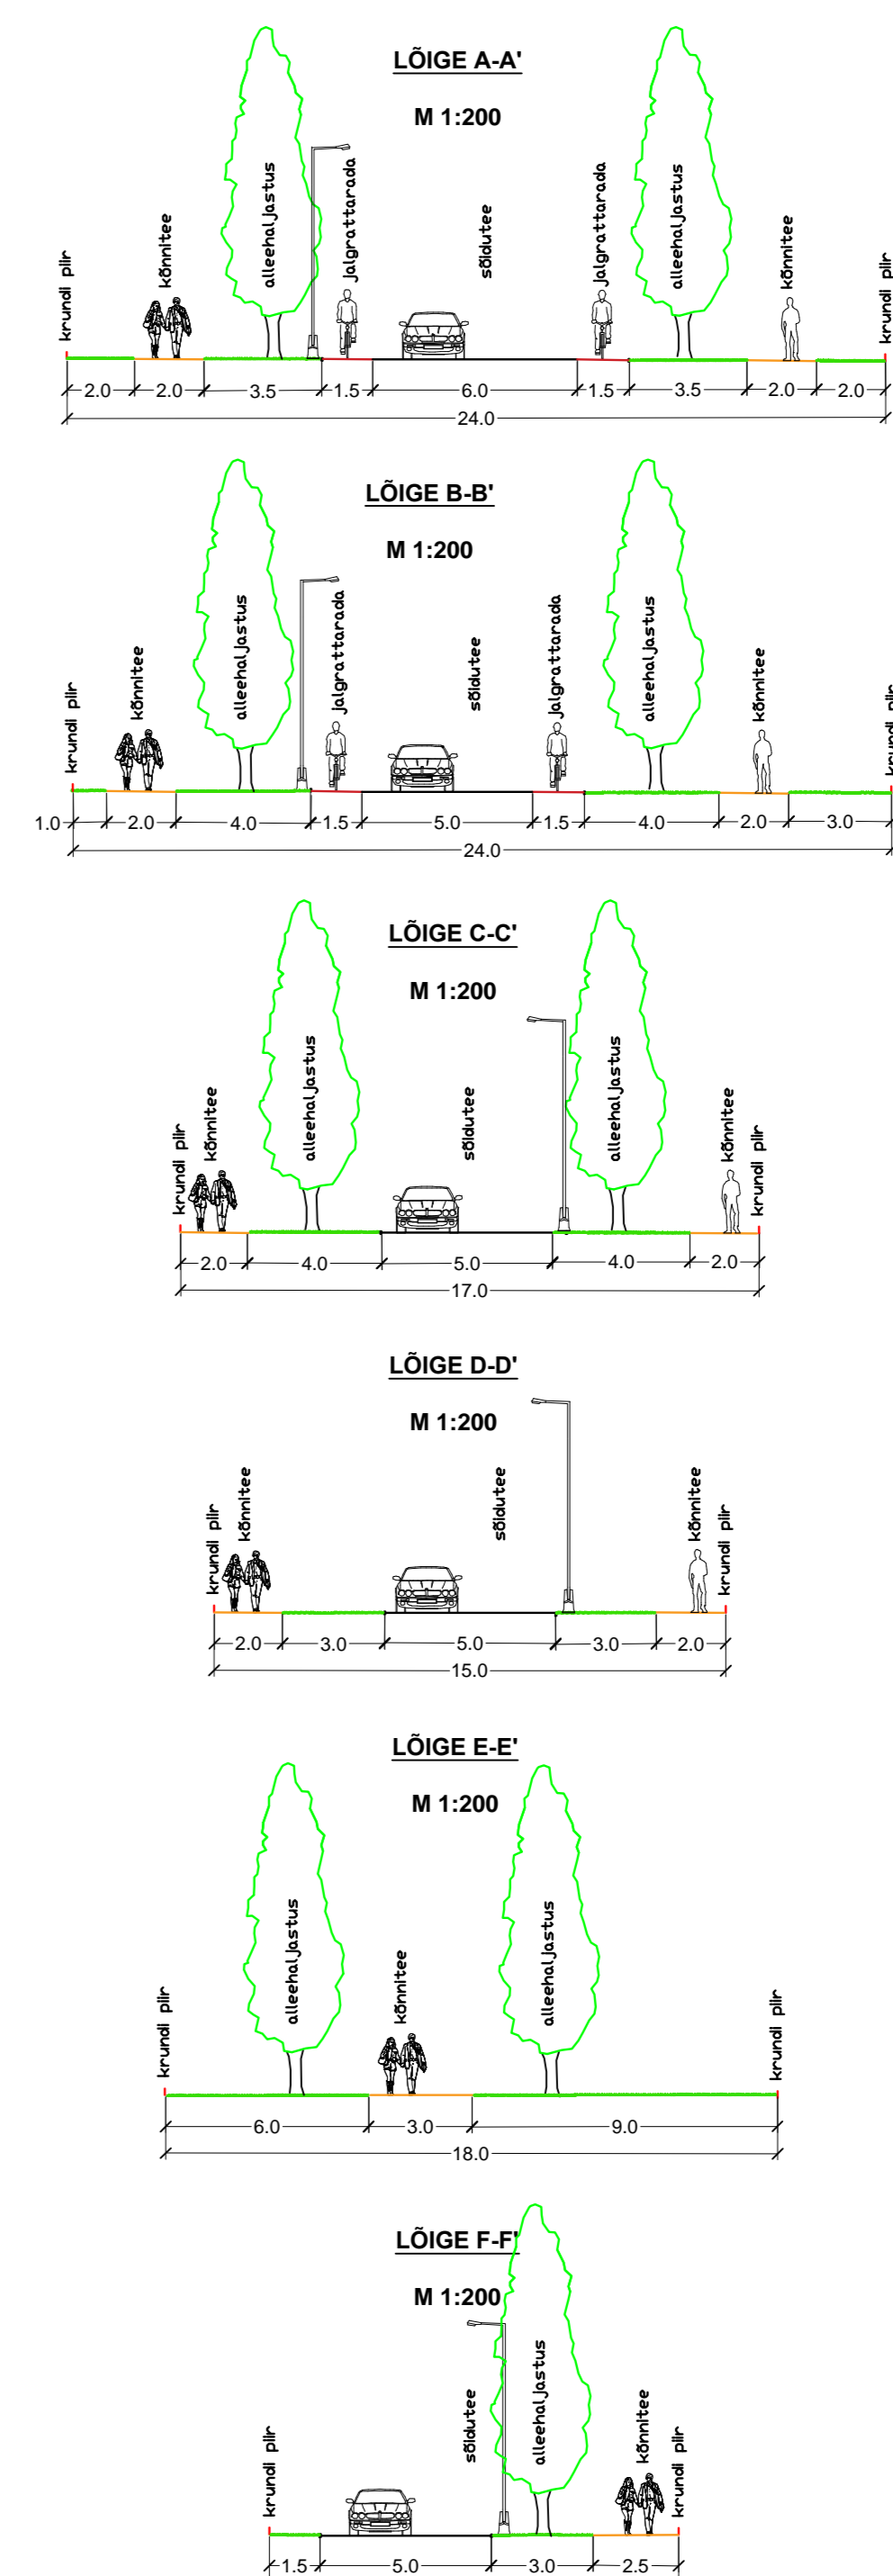 LÕIGE A-A'
M 1:200
krundi piir
kõnnitee
alleehaljastus
jalgrattarada
sõidutee
jalgrattarada
alleehaljastus
kõnnitee
krundi piir
2.0 2.0 3.5 1.5 6.0 1.5 3.5 2.0 2.0
24.0
LÕIGE B-B'
M 1:200
krundi piir
kõnnitee
alleehaljastus
jalgrattarada
sõidutee
jalgrattarada
alleehaljastus
kõnnitee
krundi piir
1.0 2.0 4.0 1.5 5.0 1.5 4.0 2.0 3.0
24.0
LÕIGE C-C'
M 1:200
krundi piir
kõnnitee
alleehaljastus
sõidutee
alleehaljastus
kõnnitee
krundi piir
2.0 4.0 5.0 4.0 2.0
17.0
LÕIGE D-D'
M 1:200
krundi piir
kõnnitee
sõidutee
kõnnitee
krundi piir
2.0 3.0 5.0 3.0 2.0
15.0
LÕIGE E-E'
M 1:200
krundi piir
alleehaljastus
kõnnitee
alleehaljastus
krundi piir
6.0 3.0 9.0
18.0
LÕIGE F-F'
M 1:200
krundi piir
sõidutee
alleehaljastus
kõnnitee
krundi piir
1.5 5.0 3.0 2.5